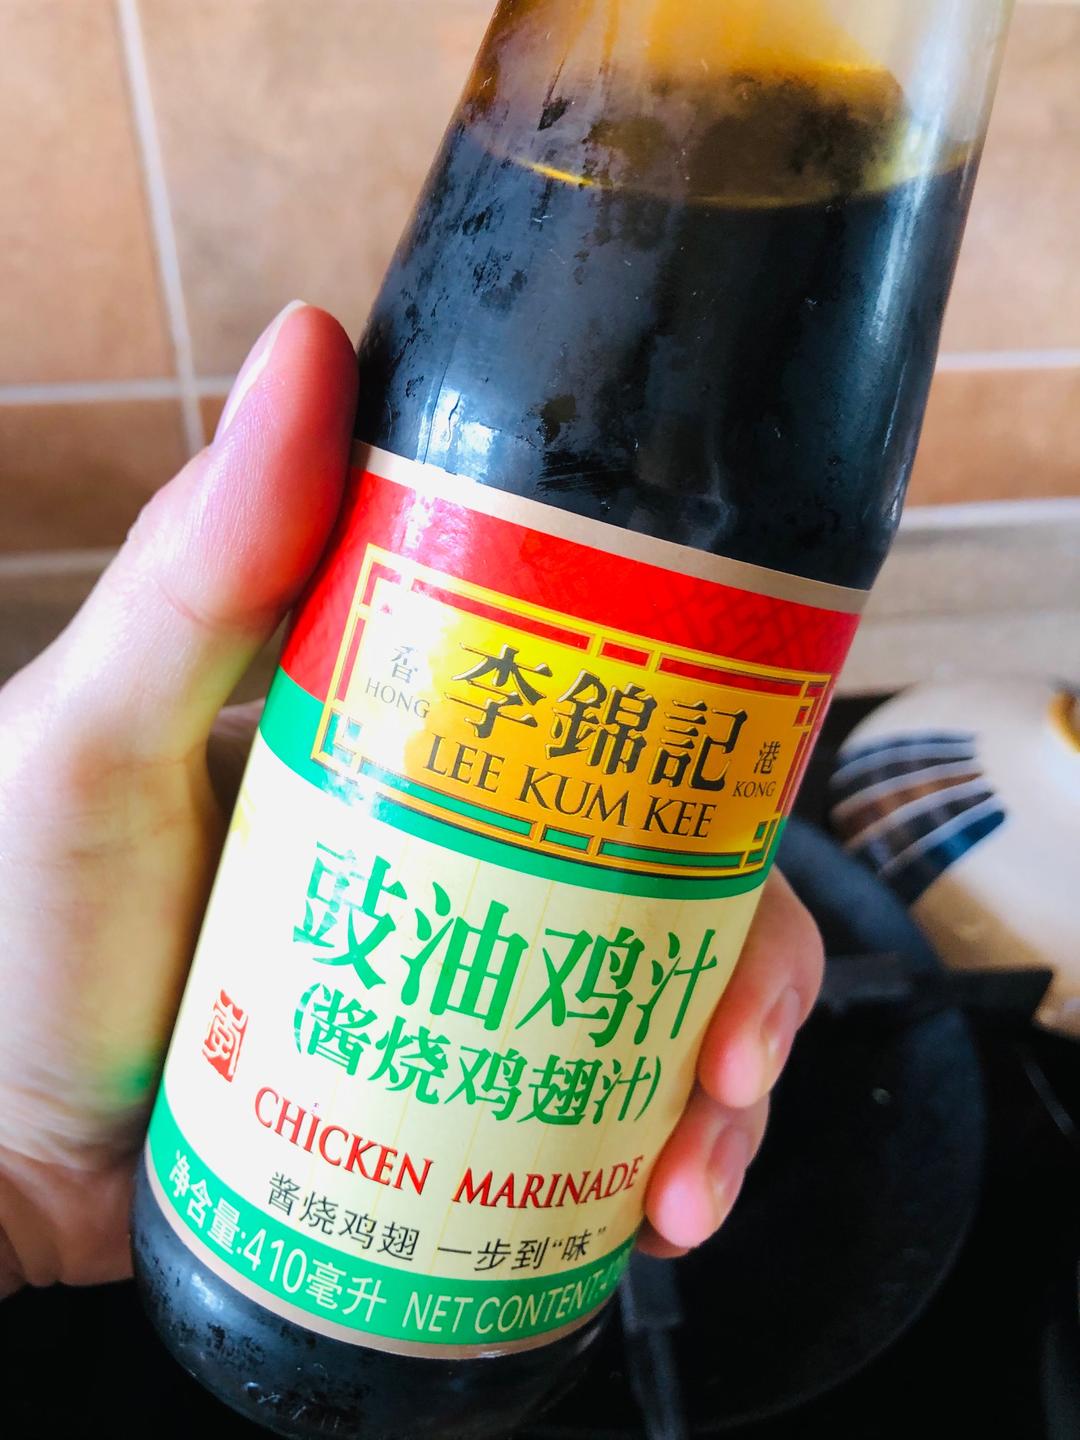 香 李錦記 港
HONG LEE KUM KEE KONG
豉油鸡汁
(酱烧鸡翅汁)
CHICKEN MARINADE
酱烧鸡翅 一步到“味”
净含量:410毫升 NET CONTENT: